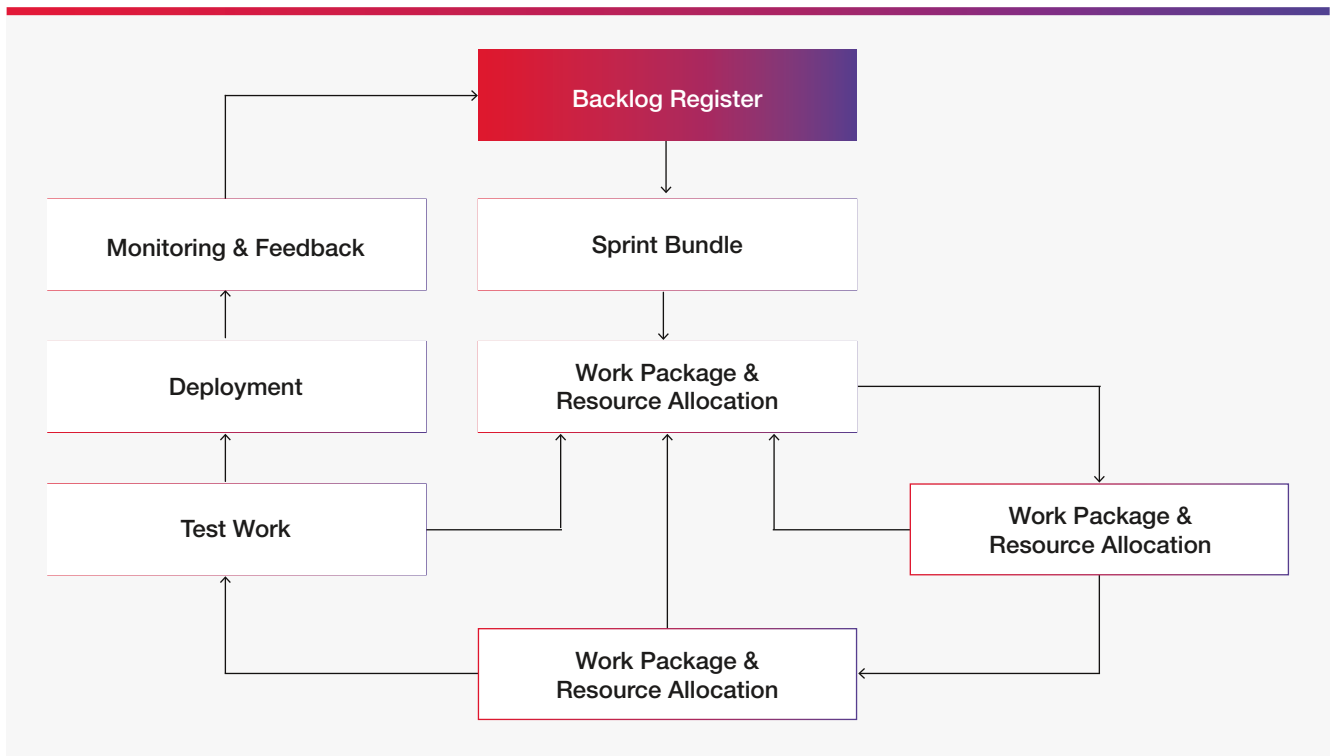 Backlog Register
Monitoring & Feedback
Sprint Bundle
Deployment
Work Package &
Resource Allocation
Test Work
Work Package &
Resource Allocation
Work Package &
Resource Allocation